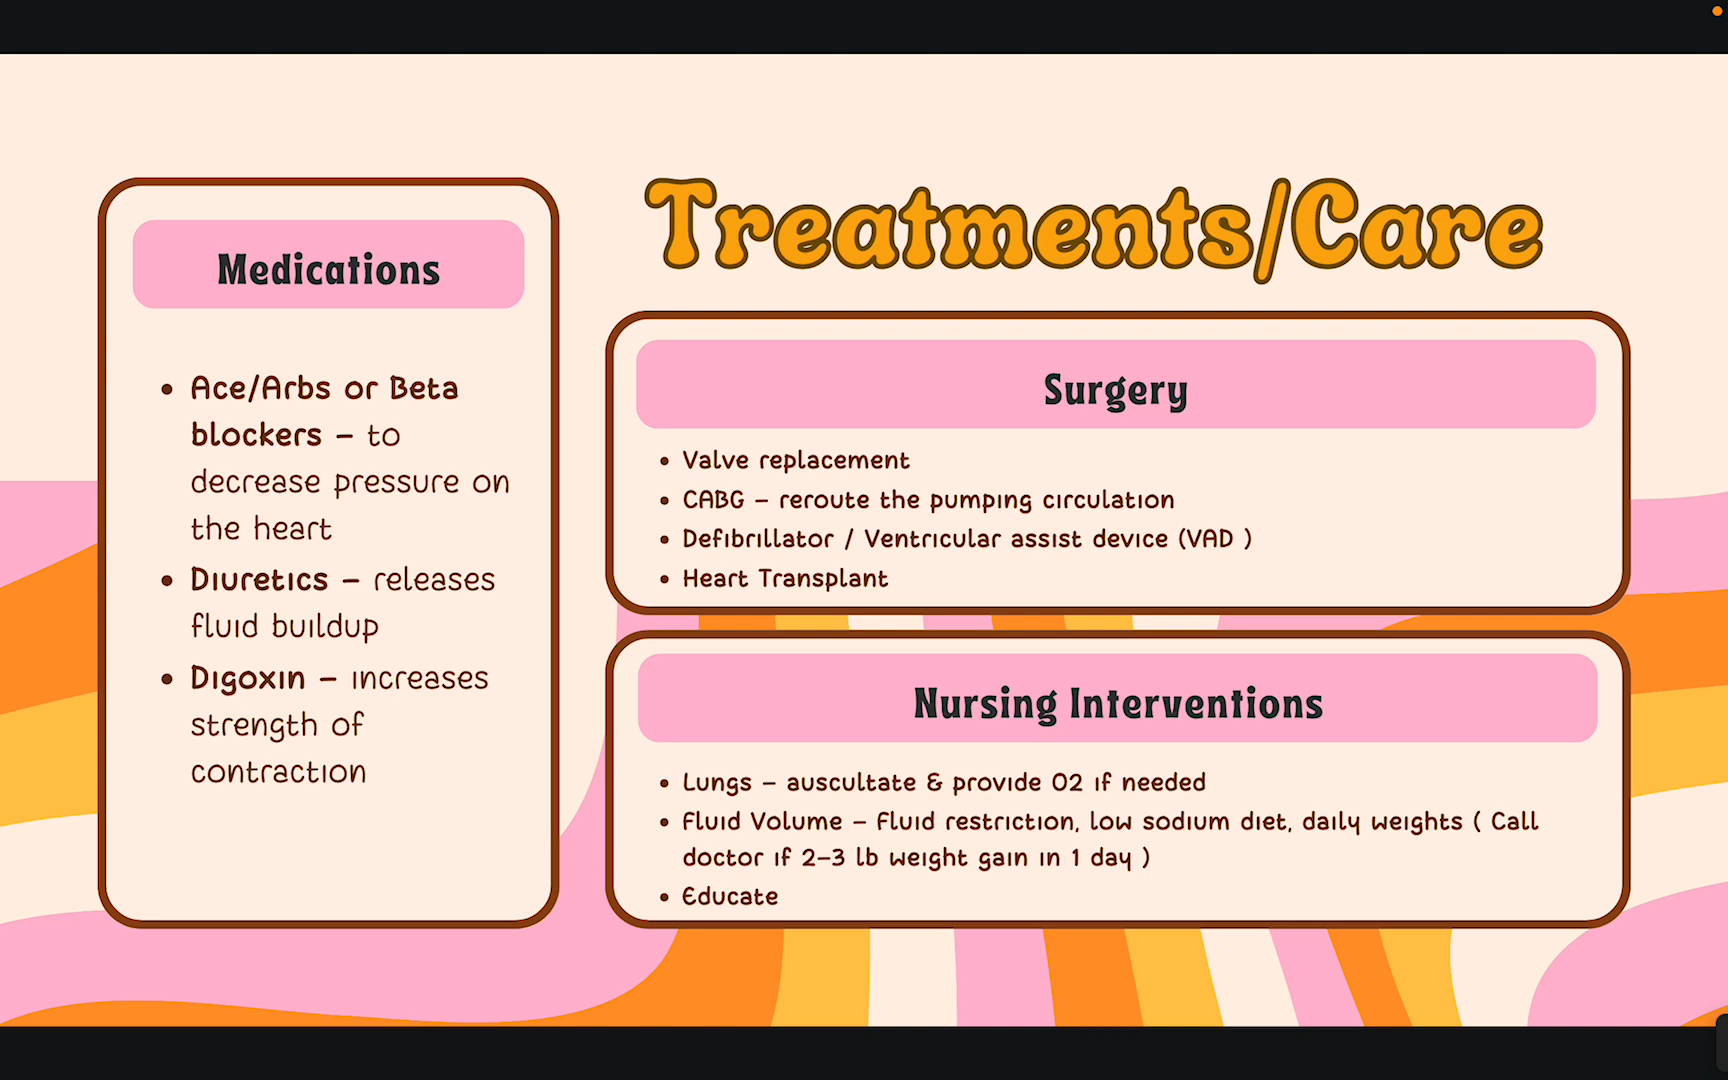 Treatments/Care
Medications
• Ace/Arbs or Beta
blockers – to
decrease pressure on
the heart
• Diuretics – releases
fluid buildup
• Digoxin – increases
strength of
contraction
Surgery
• Valve replacement
• CABG – reroute the pumping circulation
• Defibrillator / Ventricular assist device (VAD )
• Heart Transplant
Nursing Interventions
• Lungs – auscultate & provide O2 if needed
• Fluid Volume – Fluid restriction, low sodium diet, daily weights ( Call
doctor if 2–3 lb weight gain in 1 day )
• Educate